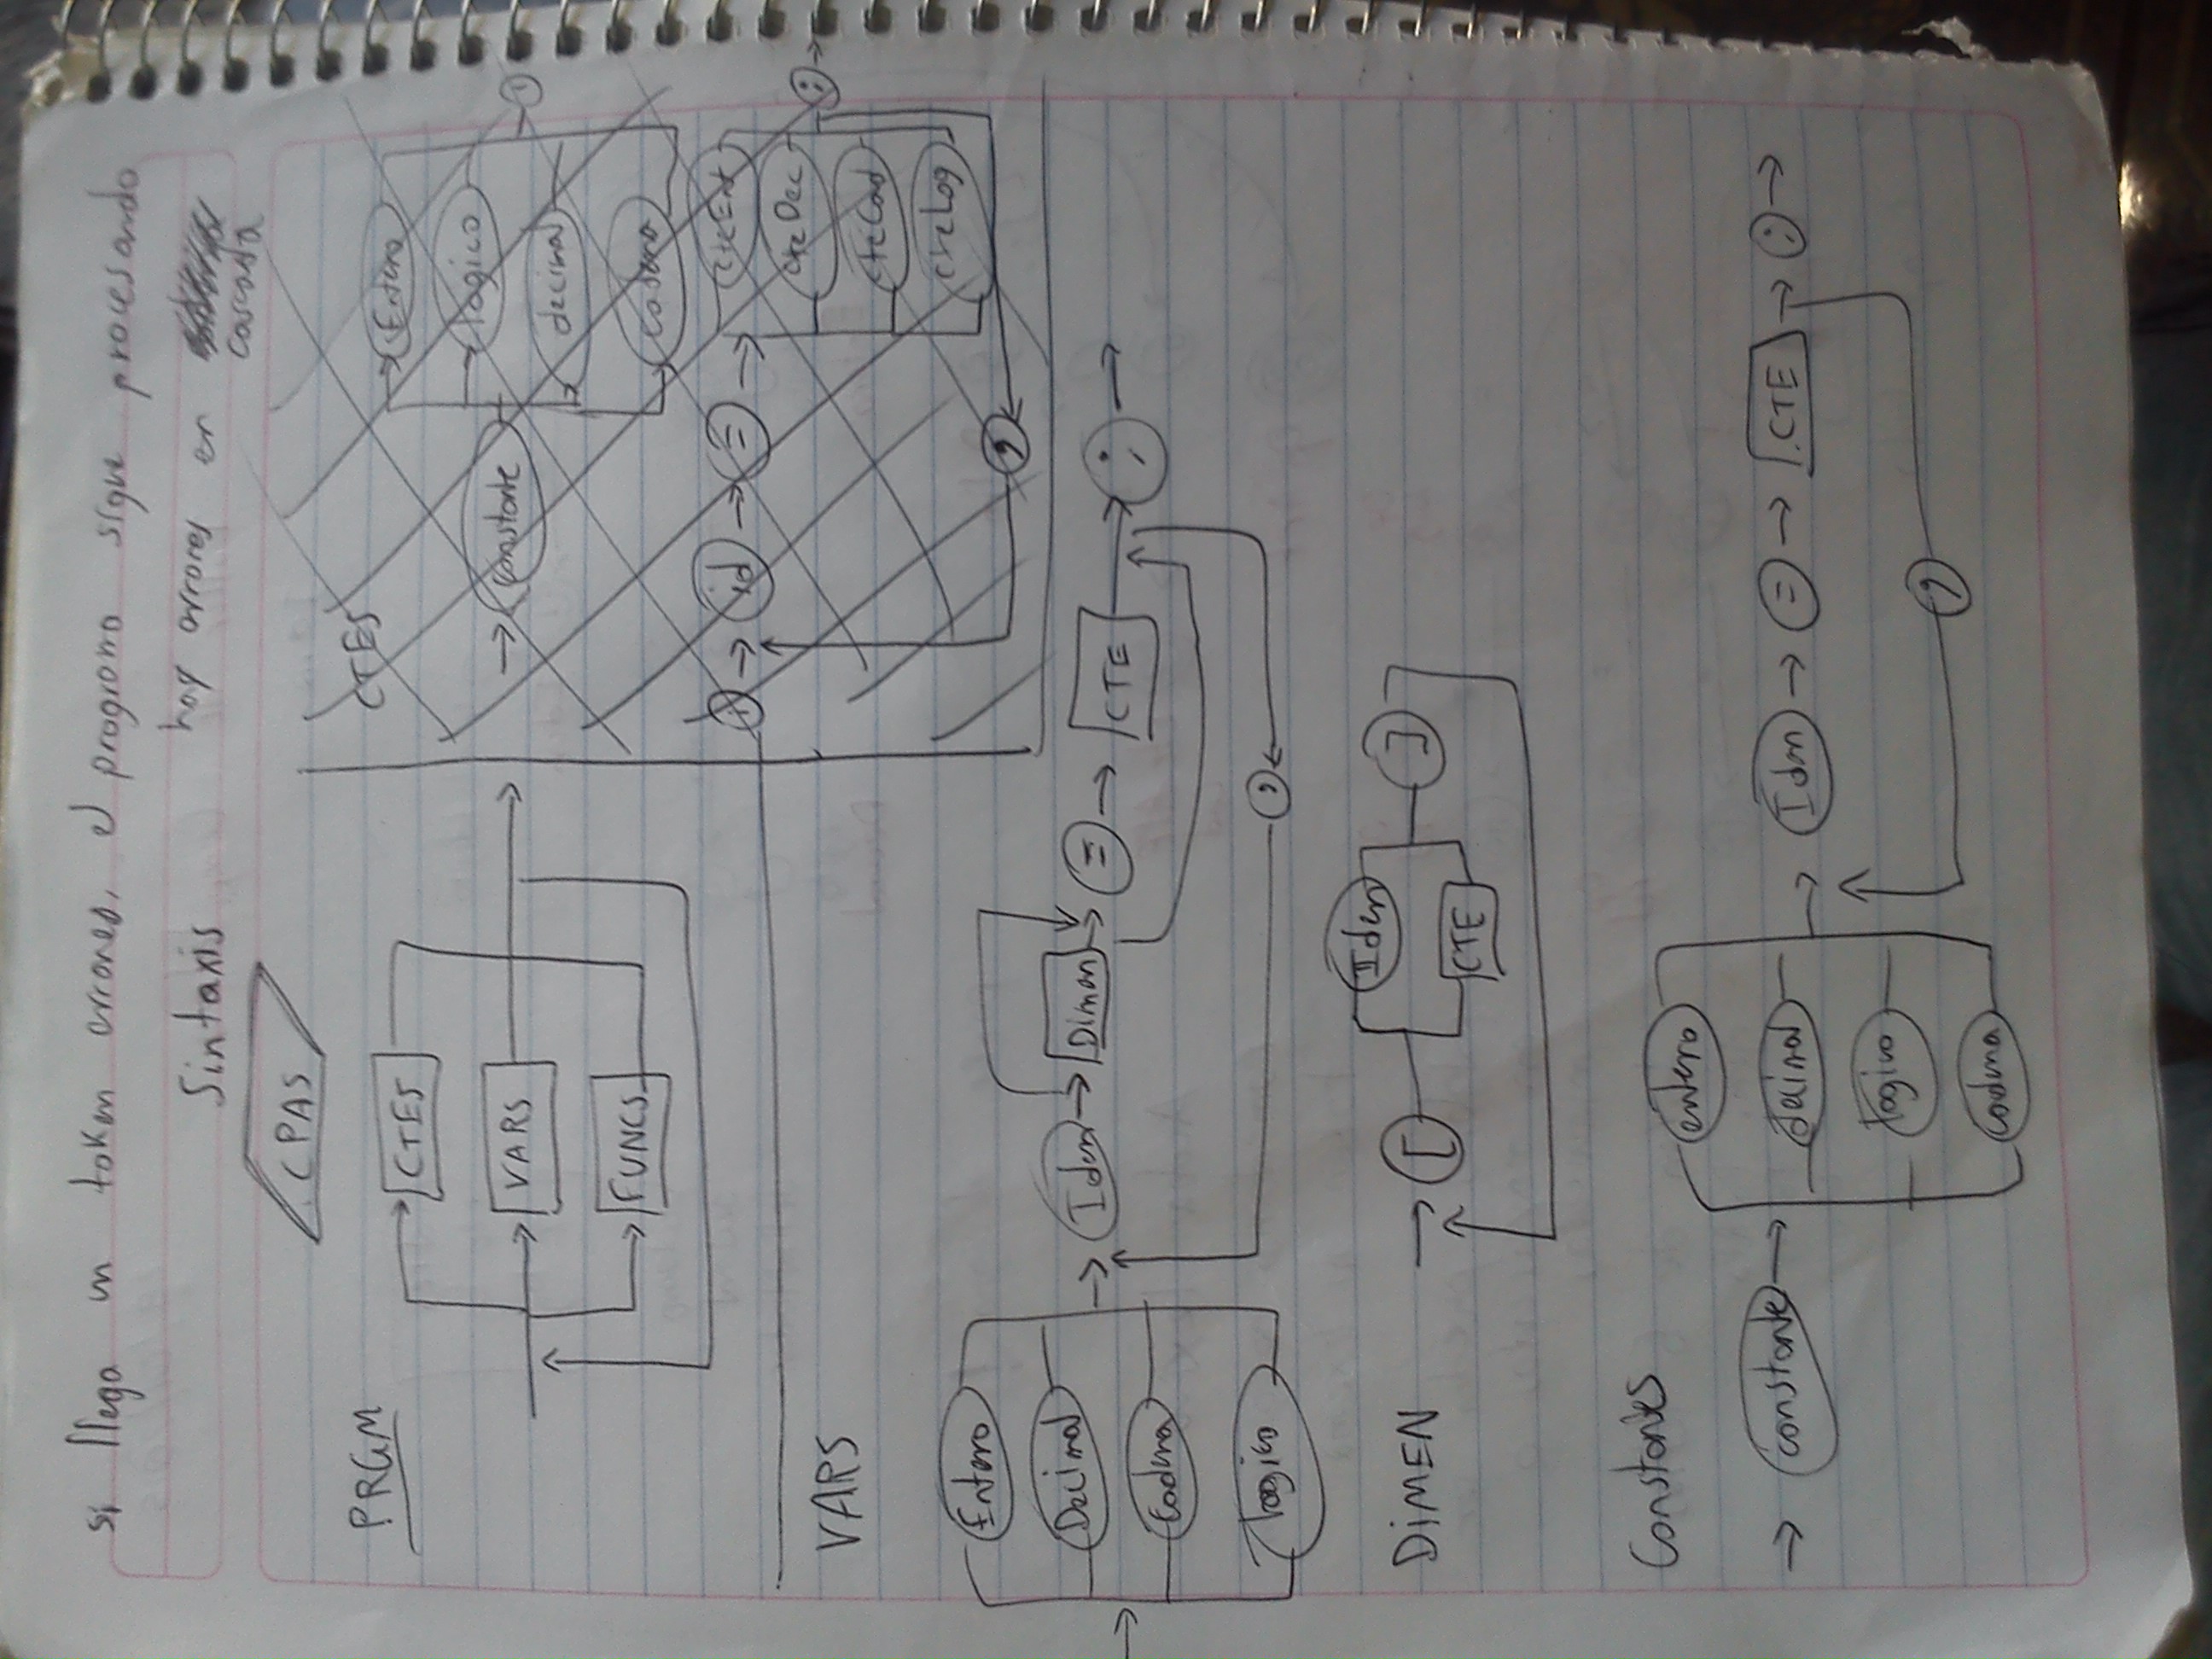 si llega un token erroneo, el programa sigue procesando
hay errores en
cascada
Sintaxis
CPAS
PRGM
CTES
VARS
FUNCS
CTES
constante
Entero
logico
decimal
cadena
1
1 id = cteEnt
cteDec
cteCad
cteLog
;
,
VARS
Entero
Decimal
Cadena
logico
Iden Dimen = CTE ;
,
DIMEN
[ Iden ]
CTE
Constantes
constante
entero
decimal
logico
cadena
Iden = CTE ;
,